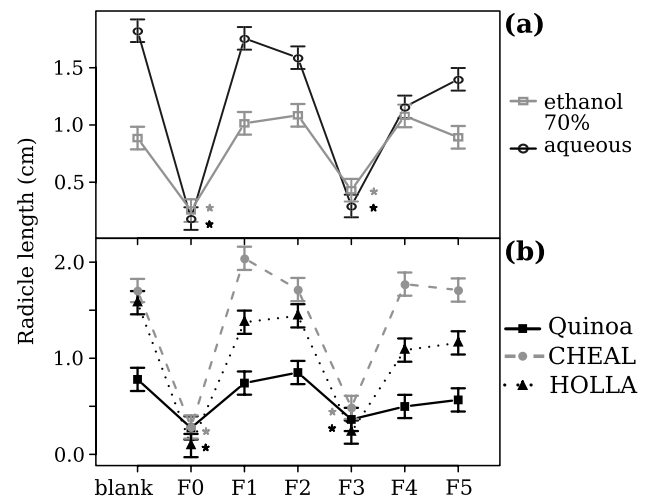 (a)
1.5
1.0
0.5
ethanol
70%
aqueous
Radicle length (cm)
(b)
2.0
1.0
0.0
Quinoa
CHEAL
HOLLA
blank F0 F1 F2 F3 F4 F5